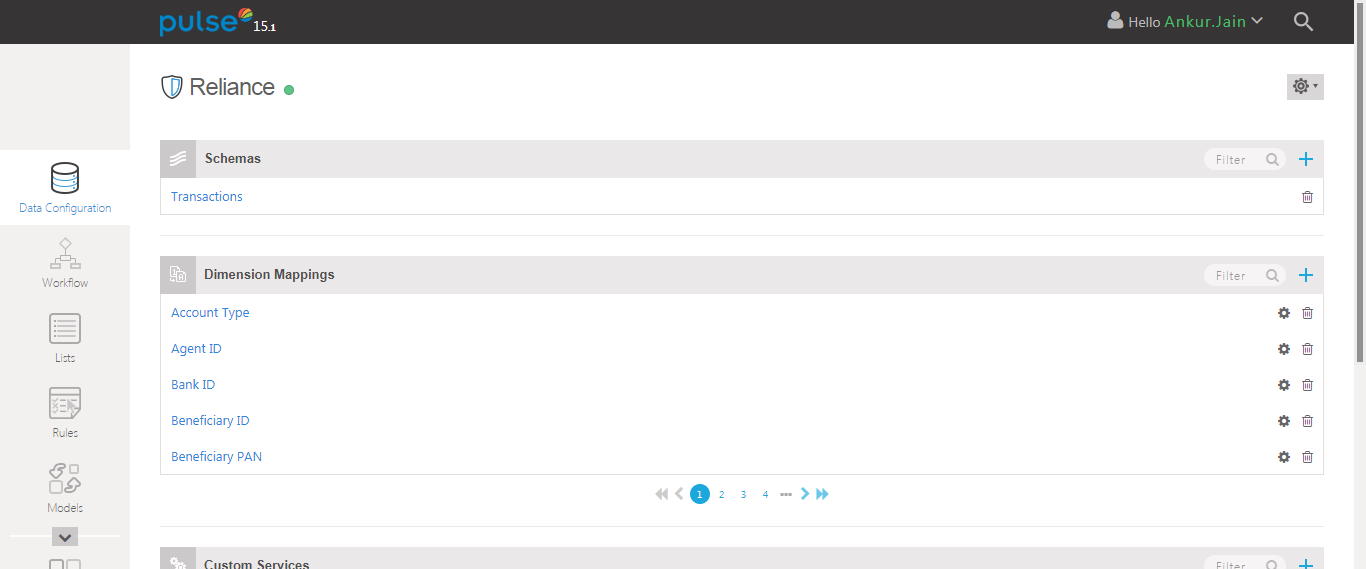 pulse 15.1
Hello Ankur.Jain
Reliance
Schemas
Filter
Transactions
Data Configuration
Workflow
Lists
Rules
Models
Dimension Mappings
Filter
Account Type
Agent ID
Bank ID
Beneficiary ID
Beneficiary PAN
1 2 3 4
Custom Services
Filter